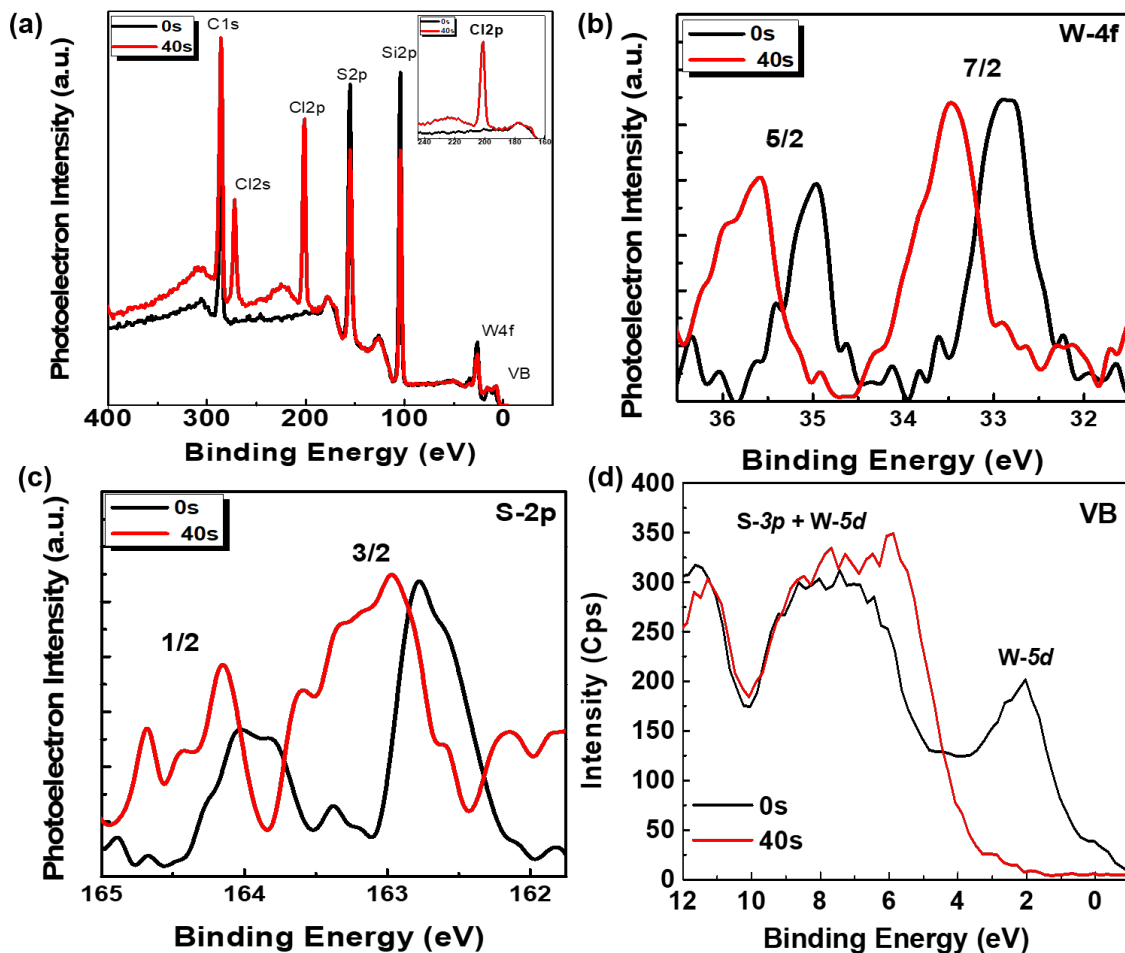 (a)
Photoelectron Intensity (a.u.)
0s
40s
C1s
Cl2s
Cl2p
S2p
Si2p
W4f
VB
0s
40s
Cl2p
240 220 200 180 160
400 300 200 100 0
Binding Energy (eV)
(b)
Photoelectron Intensity (a.u.)
0s
40s
W-4f
5/2
7/2
36 35 34 33 32
Binding Energy (eV)
(c)
Photoelectron Intensity (a.u.)
0s
40s
S-2p
1/2
3/2
165 164 163 162
Binding Energy (eV)
(d)
Intensity (Cps)
400
350
300
250
200
150
100
50
0
S-3p + W-5d
VB
W-5d
0s
40s
12 10 8 6 4 2 0
Binding Energy (eV)